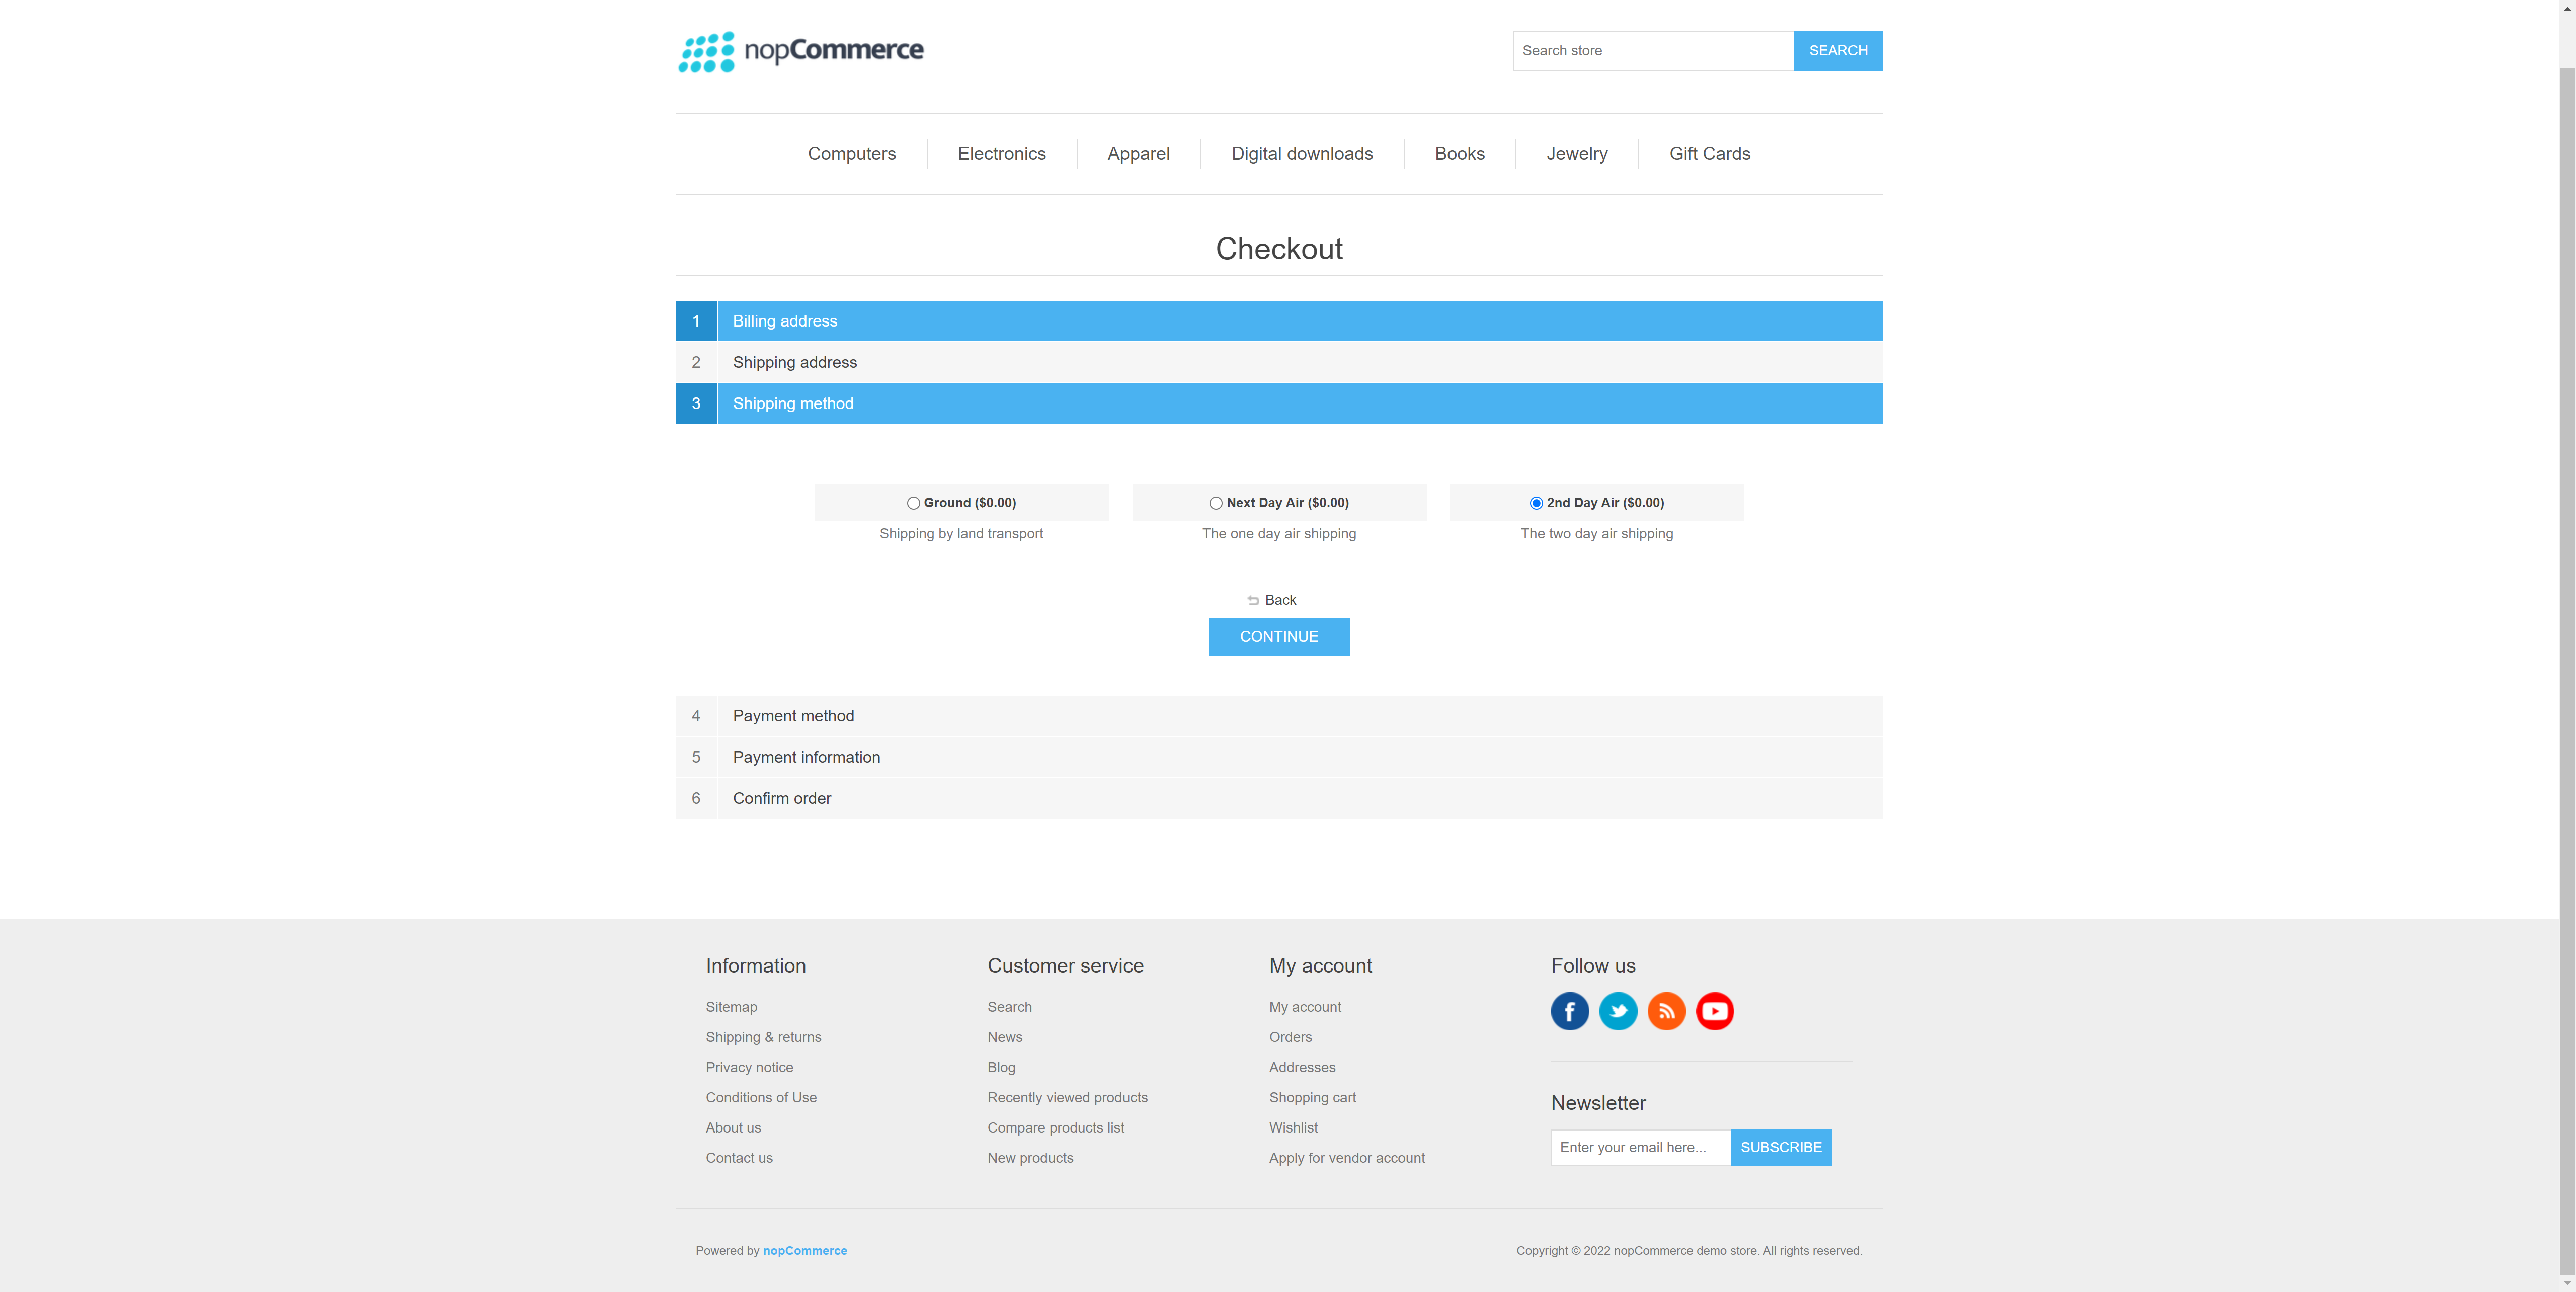 nopCommerce
Search store
SEARCH
Computers
Electronics
Apparel
Digital downloads
Books
Jewelry
Gift Cards
Checkout
1 Billing address
2 Shipping address
3 Shipping method
Ground ($0.00)
Shipping by land transport
Next Day Air ($0.00)
The one day air shipping
2nd Day Air ($0.00)
The two day air shipping
Back
CONTINUE
4 Payment method
5 Payment information
6 Confirm order
Information
Sitemap
Shipping & returns
Privacy notice
Conditions of Use
About us
Contact us
Customer service
Search
News
Blog
Recently viewed products
Compare products list
New products
My account
My account
Orders
Addresses
Shopping cart
Wishlist
Apply for vendor account
Follow us
Newsletter
Enter your email here...
SUBSCRIBE
Powered by nopCommerce
Copyright © 2022 nopCommerce demo store. All rights reserved.